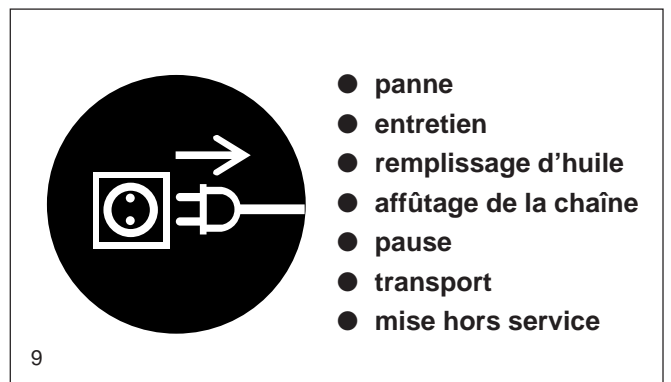 ● panne
● entretien
● remplissage d’huile
● affûtage de la chaîne
● pause
● transport
● mise hors service
9